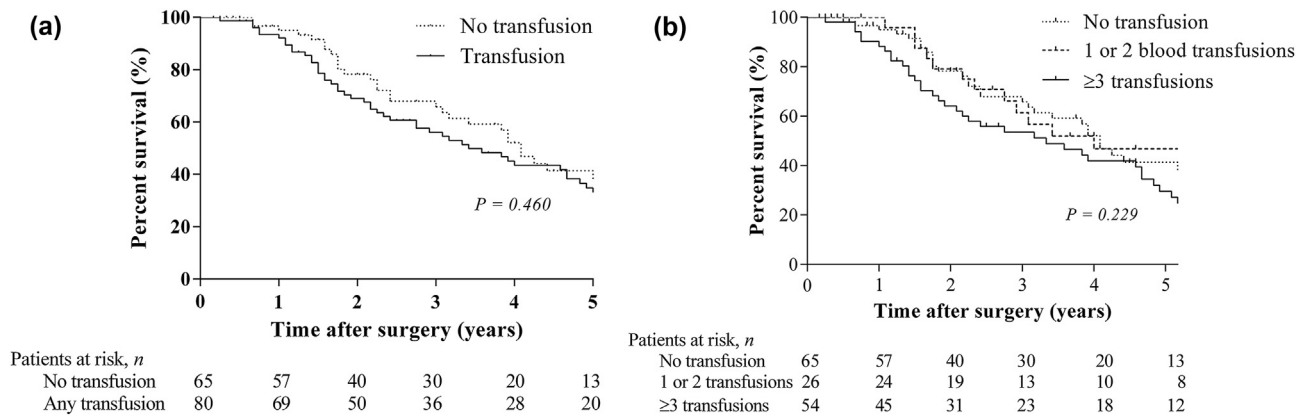 (a)
Percent survival (%)
100
80
60
40
20
0
No transfusion
Transfusion
P = 0.460
0 1 2 3 4 5
Time after surgery (years)
Patients at risk, n
No transfusion 65 57 40 30 20 13
Any transfusion 80 69 50 36 28 20
(b)
Percent survival (%)
100
80
60
40
20
0
No transfusion
1 or 2 blood transfusions
≥3 transfusions
P = 0.229
0 1 2 3 4 5
Time after surgery (years)
Patients at risk, n
No transfusion 65 57 40 30 20 13
1 or 2 transfusions 26 24 19 13 10 8
≥3 transfusions 54 45 31 23 18 12